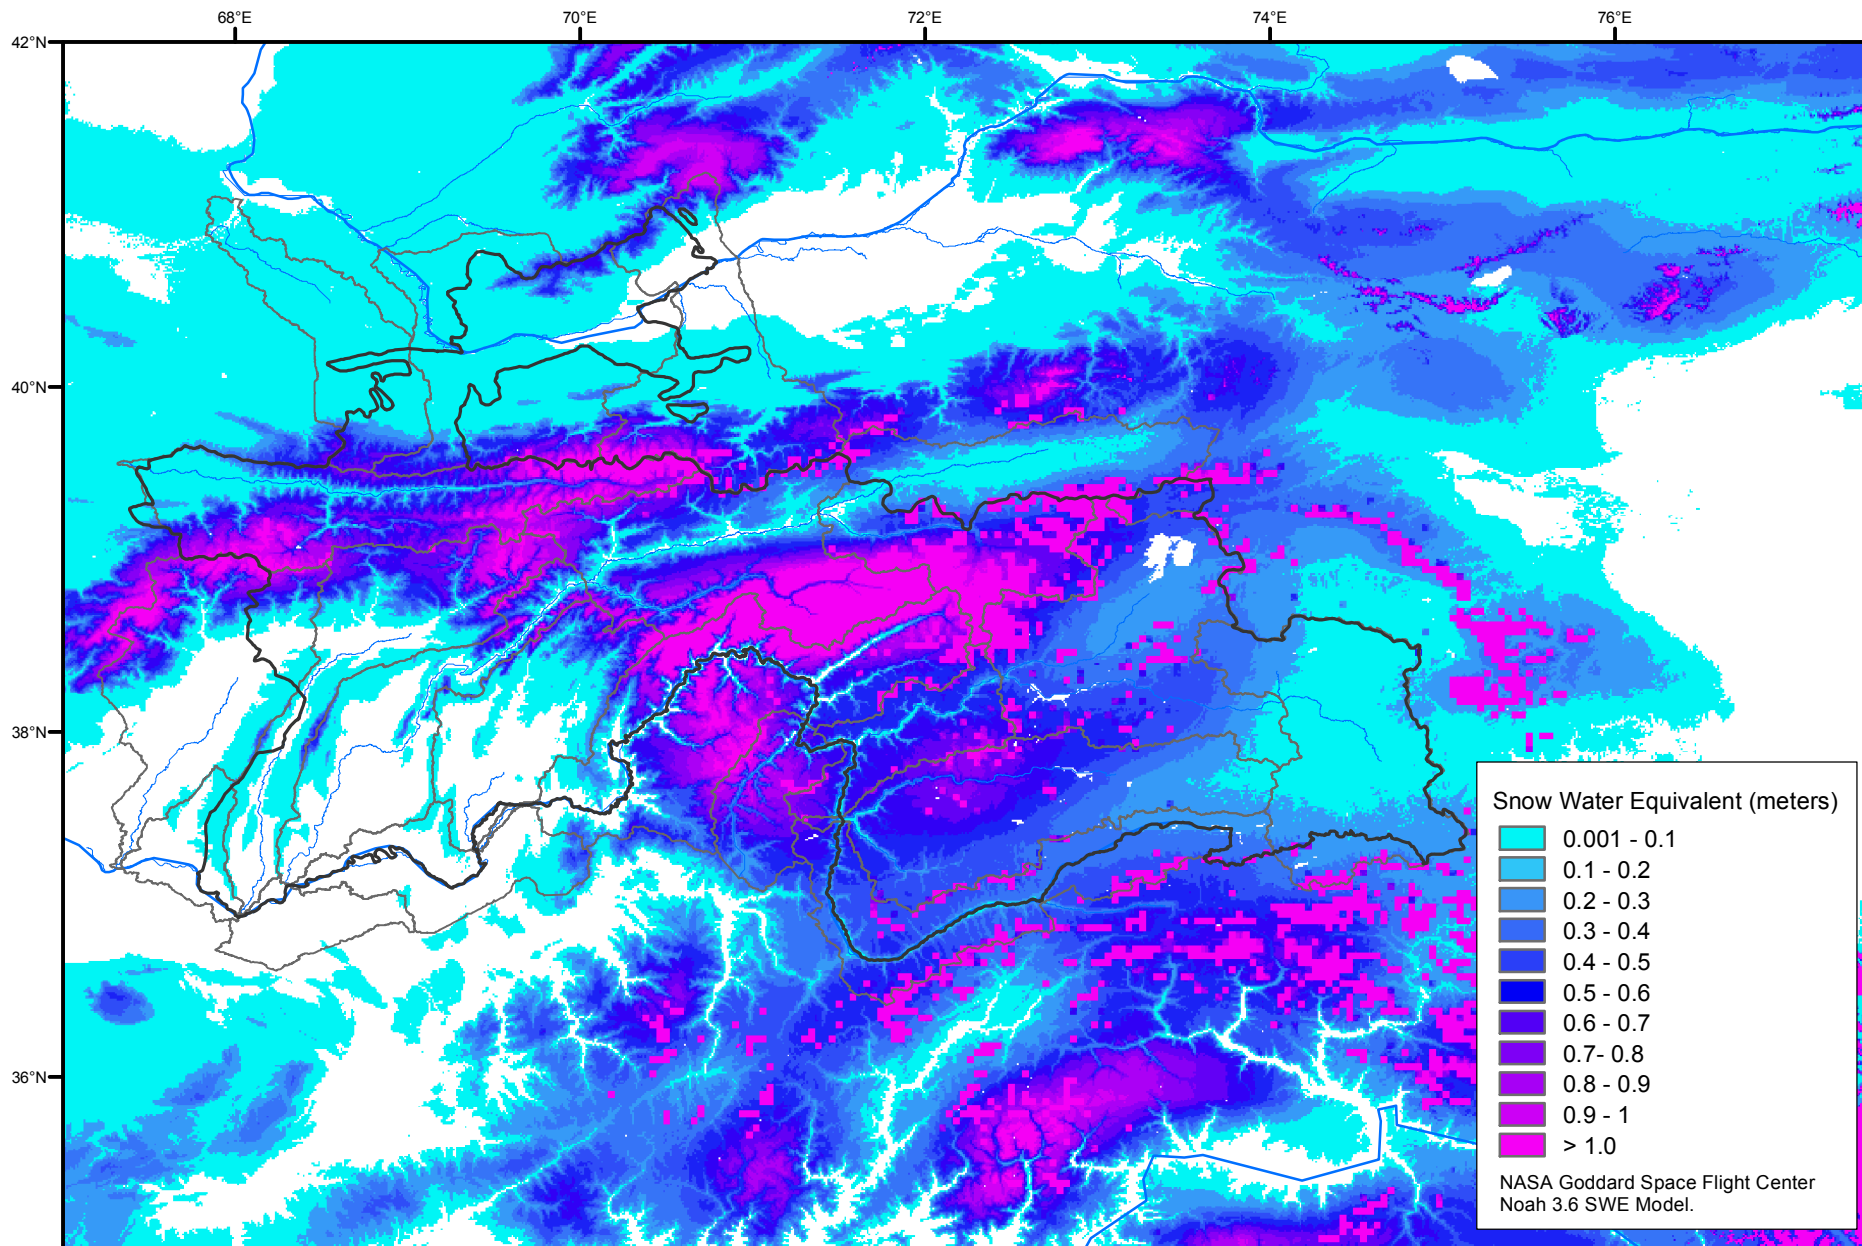 68°E 70°E 72°E 74°E 76°E
42°N
40°N
38°N
36°N
Snow Water Equivalent (meters)
0.001 - 0.1
0.1 - 0.2
0.2 - 0.3
0.3 - 0.4
0.4 - 0.5
0.5 - 0.6
0.6 - 0.7
0.7- 0.8
0.8 - 0.9
0.9 - 1
> 1.0
NASA Goddard Space Flight Center
Noah 3.6 SWE Model.